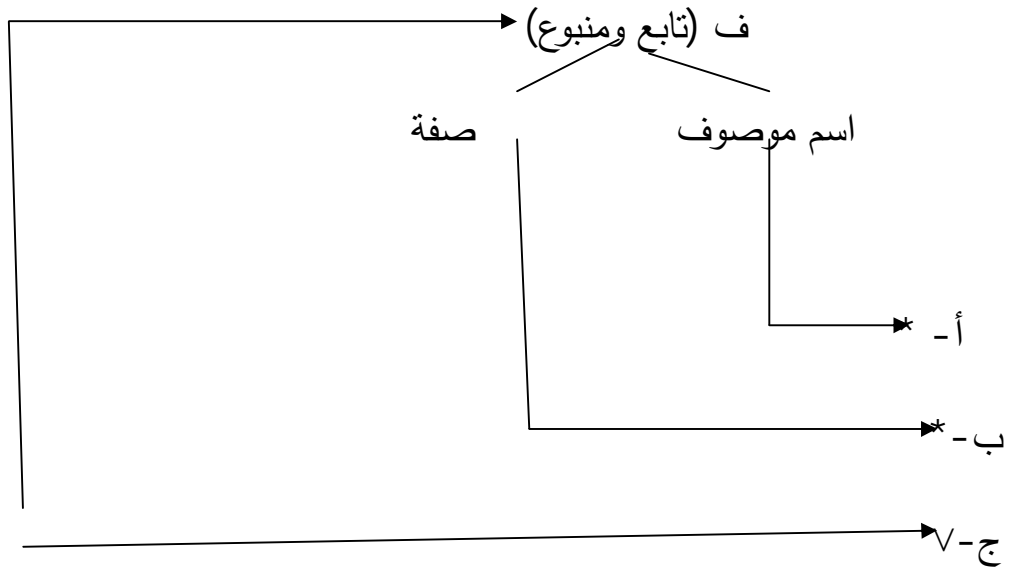 ف (تابع ومنبوع)
اسم موصوف صفة
أ- *
ب-*
ج-√